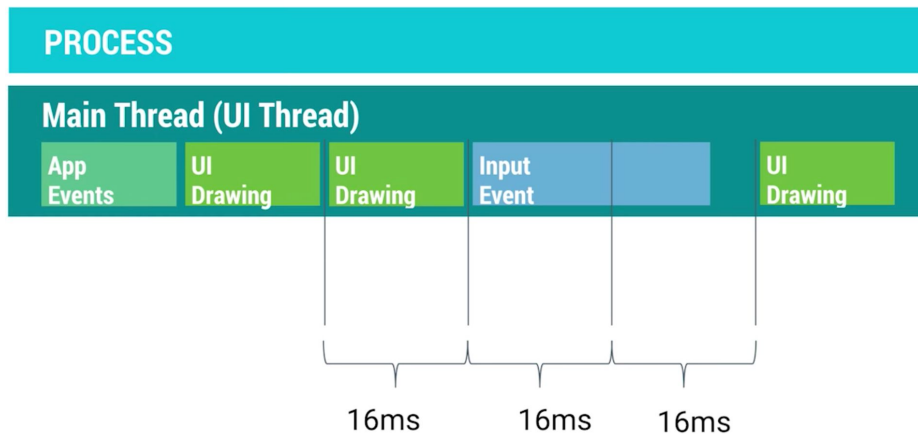 PROCESS
Main Thread (UI Thread)
App
Events
UI
Drawing
UI
Drawing
Input
Event
UI
Drawing
16ms
16ms
16ms